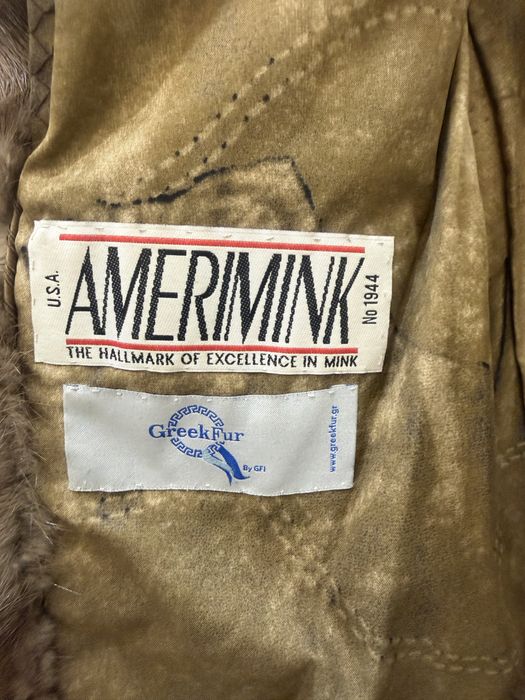 U.S.A.
AMERIMINK
No 1944
THE HALLMARK OF EXCELLENCE IN MINK
GreekFur
By GFI
www.greekfur.gr